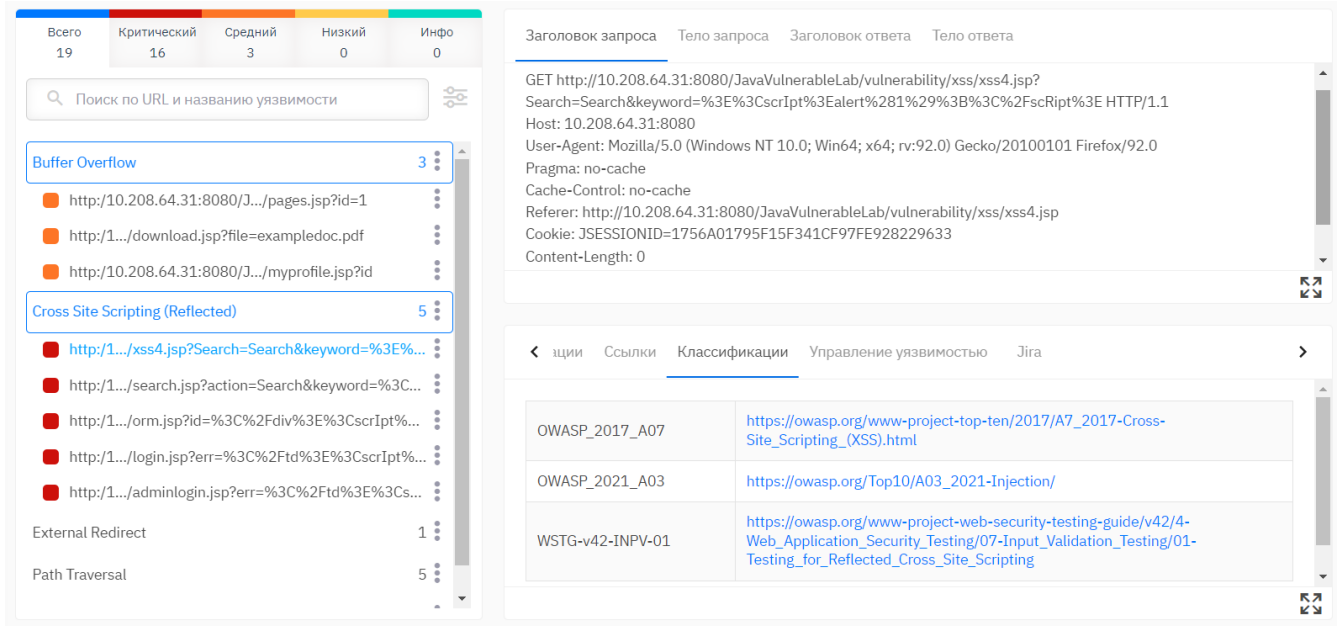 Всего
19
Критический
16
Средний
3
Низкий
0
Инфо
0
Поиск по URL и названию уязвимости
Buffer Overflow 3
http:/10.208.64.31:8080/J.../pages.jsp?id=1
http:/1.../download.jsp?file=exampledoc.pdf
http:/10.208.64.31:8080/J.../myprofile.jsp?id
Cross Site Scripting (Reflected) 5
http:/1.../xss4.jsp?Search=Search&keyword=%3E%...
http:/1.../search.jsp?action=Search&keyword=%3C...
http:/1.../orm.jsp?id=%3C%2Fdiv%3E%3CscrIpt%...
http:/1.../login.jsp?err=%3C%2Ftd%3E%3CscrIpt%...
http:/1.../adminlogin.jsp?err=%3C%2Ftd%3E%3Cs...
External Redirect 1
Path Traversal 5
Заголовок запроса Тело запроса Заголовок ответа Тело ответа
GET http://10.208.64.31:8080/JavaVulnerableLab/vulnerability/xss/xss4.jsp?
Search=Search&keyword=%3E%3CscrIpt%3Ealert%281%29%3B%3C%2FscRipt%3E HTTP/1.1
Host: 10.208.64.31:8080
User-Agent: Mozilla/5.0 (Windows NT 10.0; Win64; x64; rv:92.0) Gecko/20100101 Firefox/92.0
Pragma: no-cache
Cache-Control: no-cache
Referer: http://10.208.64.31:8080/JavaVulnerableLab/vulnerability/xss/xss4.jsp
Cookie: JSESSIONID=1756A01795F15F341CF97FE928229633
Content-Length: 0
ации Ссылки Классификации Управление уязвимостью Jira
OWASP_2017_A07
https://owasp.org/www-project-top-ten/2017/A7_2017-Cross-
Site_Scripting_(XSS).html
OWASP_2021_A03
https://owasp.org/Top10/A03_2021-Injection/
WSTG-v42-INPV-01
https://owasp.org/www-project-web-security-testing-guide/v42/4-
Web_Application_Security_Testing/07-Input_Validation_Testing/01-
Testing_for_Reflected_Cross_Site_Scripting